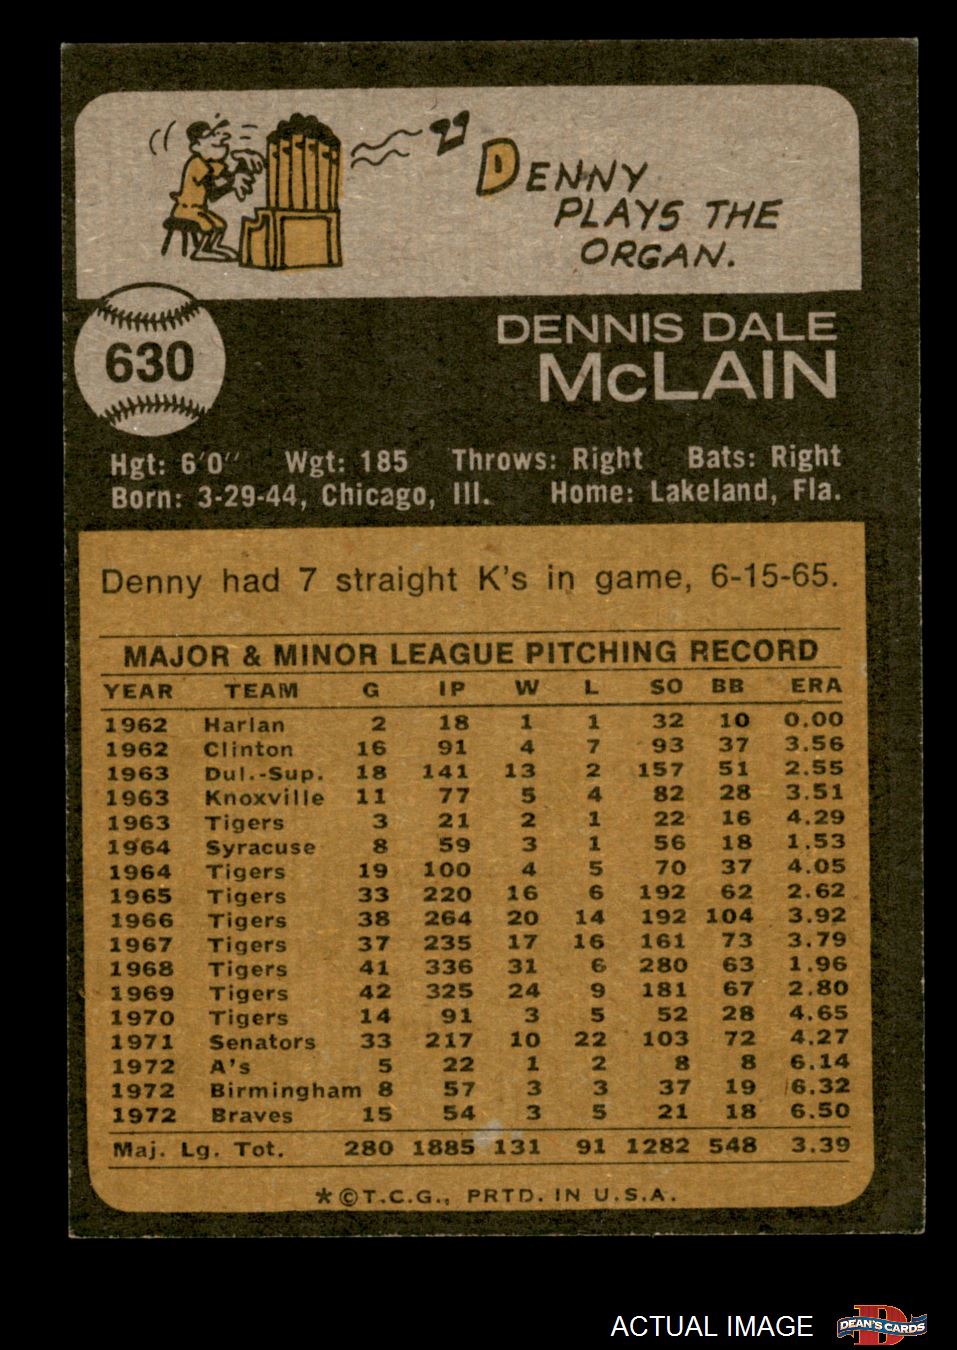 DENNY
PLAYS THE
ORGAN.
630
DENNIS DALE
McLAIN
Hgt: 6'0" Wgt: 185 Throws: Right Bats: Right
Born: 3-29-44, Chicago, Ill. Home: Lakeland, Fla.
Denny had 7 straight K's in game, 6-15-65.
MAJOR & MINOR LEAGUE PITCHING RECORD
YEAR TEAM G IP W L SO BB ERA
1962 Harlan 2 18 1 1 32 10 0.00
1962 Clinton 16 91 4 7 93 37 3.56
1963 Dul.-Sup. 18 141 13 2 157 51 2.55
1963 Knoxville 11 77 5 4 82 28 3.51
1963 Tigers 3 21 2 1 22 16 4.29
1964 Syracuse 8 59 3 1 56 18 1.53
1964 Tigers 19 100 4 5 70 37 4.05
1965 Tigers 33 220 16 6 192 62 2.62
1966 Tigers 38 264 20 14 192 104 3.92
1967 Tigers 37 235 17 16 161 73 3.79
1968 Tigers 41 336 31 6 280 63 1.96
1969 Tigers 42 325 24 9 181 67 2.80
1970 Tigers 14 91 3 5 52 28 4.65
1971 Senators 33 217 10 22 103 72 4.27
1972 A's 5 22 1 2 8 8 6.14
1972 Birmingham 8 57 3 3 37 19 6.32
1972 Braves 15 54 3 5 21 18 6.50
Maj. Lg. Tot. 280 1885 131 91 1282 548 3.39
*©T.C.G., PRTD. IN U.S.A.
ACTUAL IMAGE
D
DEAN'S CARDS